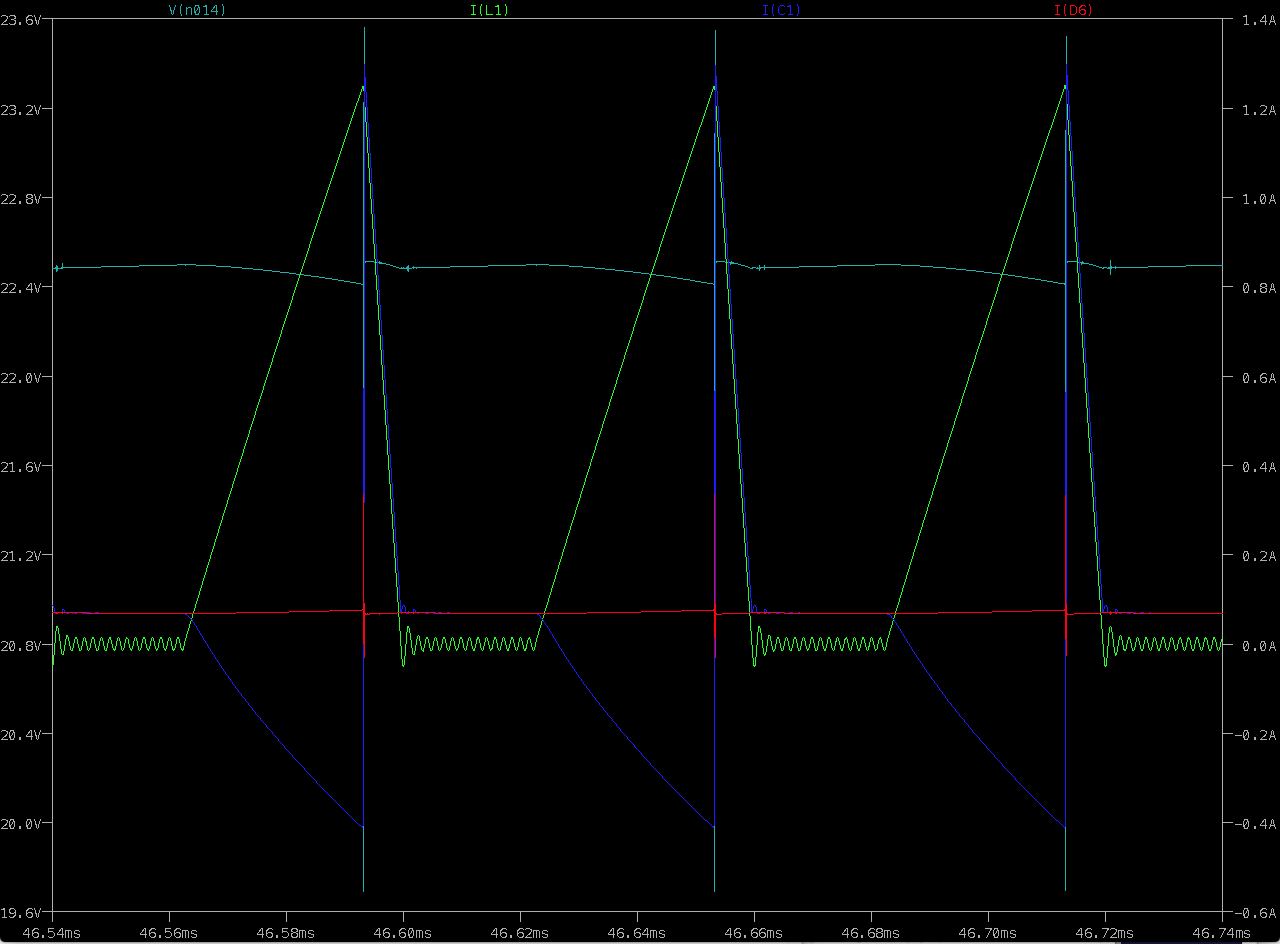 V(n014) I(L1) I(C1) I(D6)
23.6V 1.4A
23.2V 1.2A
22.8V 1.0A
22.4V 0.8A
22.0V 0.6A
21.6V 0.4A
21.2V 0.2A
20.8V 0.0A
20.4V -0.2A
20.0V -0.4A
19.6V -0.6A
46.54ms 46.56ms 46.58ms 46.60ms 46.62ms 46.64ms 46.66ms 46.68ms 46.70ms 46.72ms 46.74ms